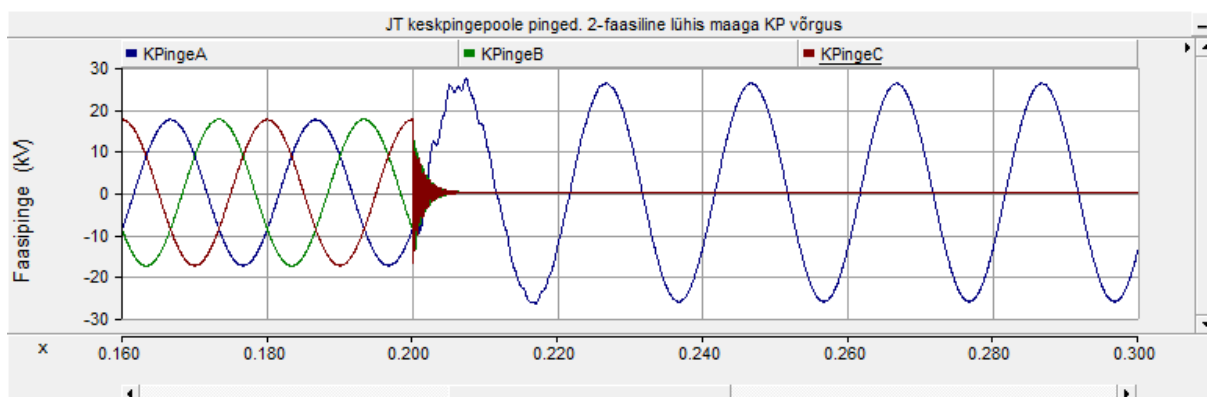 JT keskpingepoole pinged. 2-faasiline lühis maaga KP võrgus
KPingeA KPingeB KPingeC
Faasipinge (kV)
30
20
10
0
-10
-20
-30
x 0.160 0.180 0.200 0.220 0.240 0.260 0.280 0.300